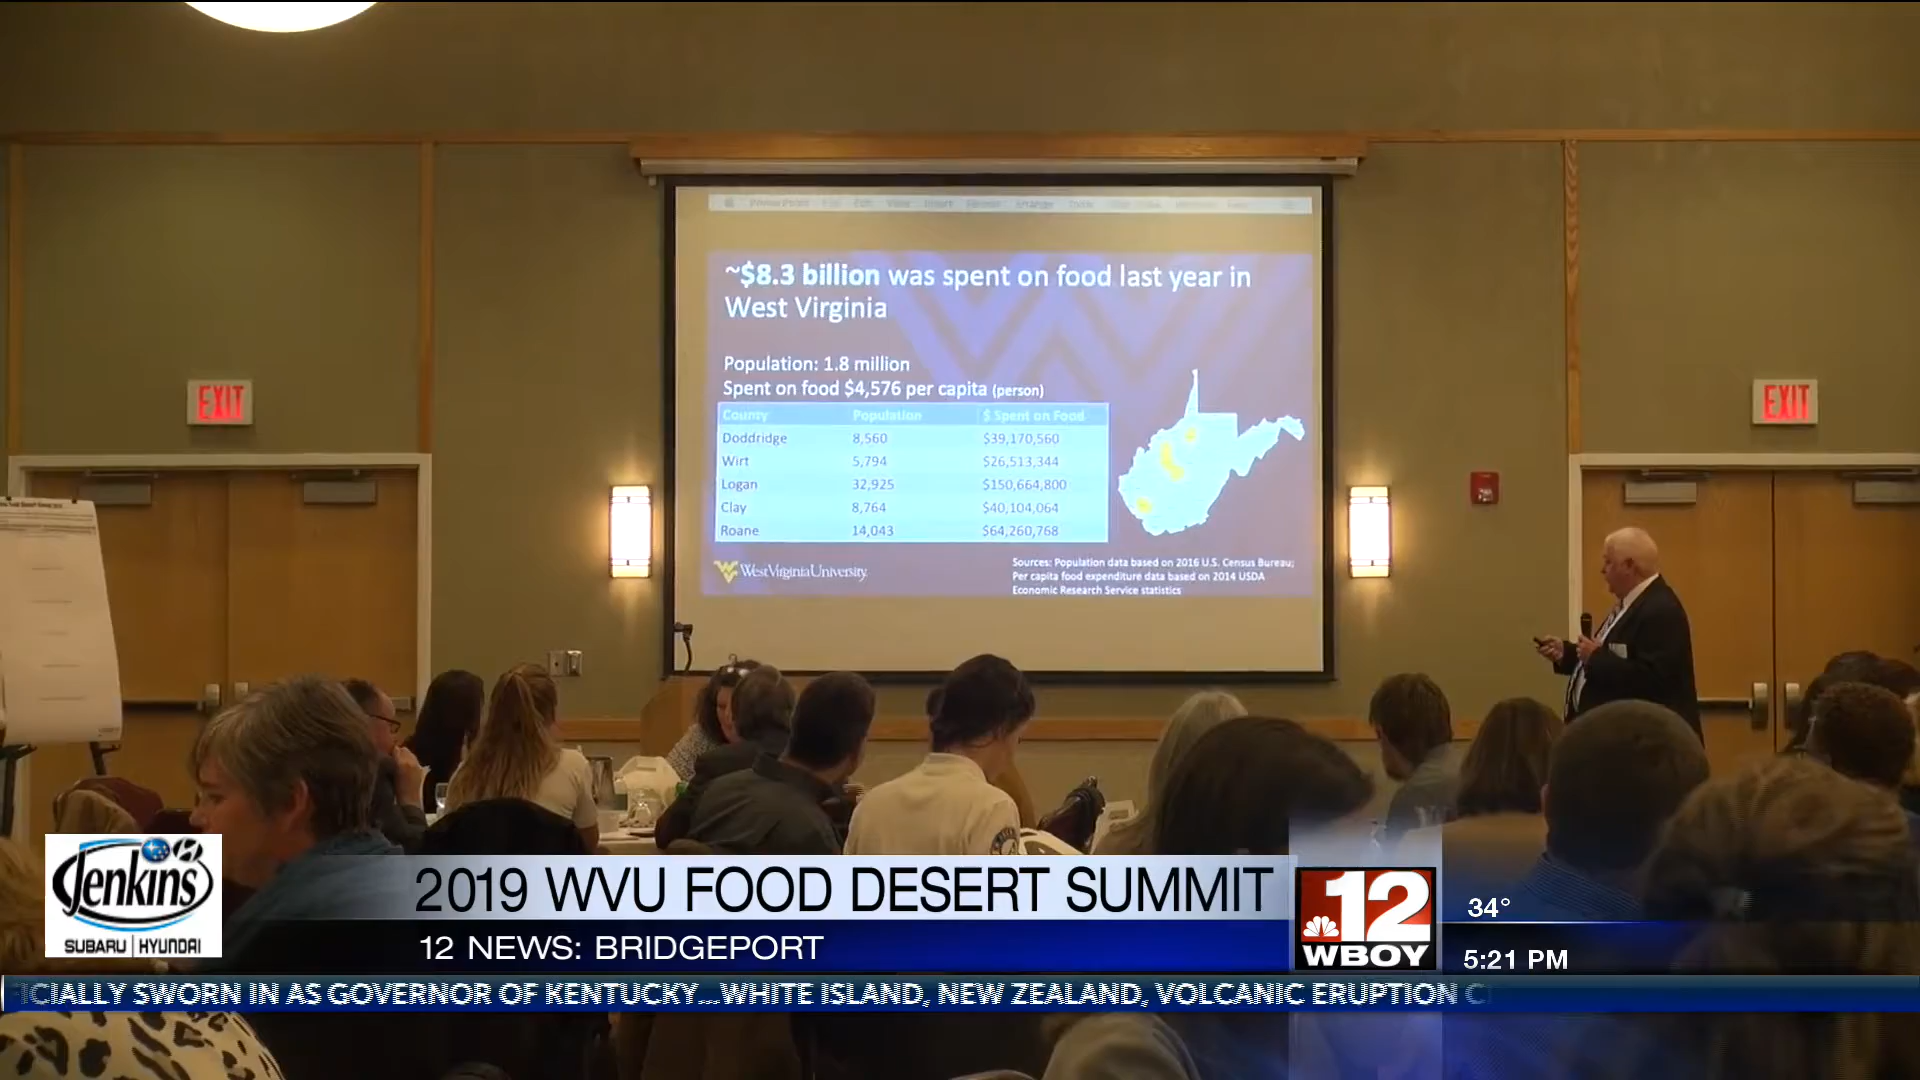 ~$8.3 billion was spent on food last year in
West Virginia
Population: 1.8 million
Spent on food $4,576 per capita (person)
County Population $ Spent on Food
Doddridge 8,560 $39,170,560
Wirt 5,794 $26,513,344
Logan 32,925 $150,664,800
Clay 8,764 $40,104,064
Roane 14,043 $64,260,768
West Virginia University
Sources: Population data based on 2016 U.S. Census Bureau;
Per capita food expenditure data based on 2014 USDA
Economic Research Service statistics
EXIT
EXIT
Jenkins
SUBARU | HYUNDAI
2019 WVU FOOD DESERT SUMMIT
12 NEWS: BRIDGEPORT
12
WBOY
34°
5:21 PM
ICIALLY SWORN IN AS GOVERNOR OF KENTUCKY...WHITE ISLAND, NEW ZEALAND, VOLCANIC ERUPTION